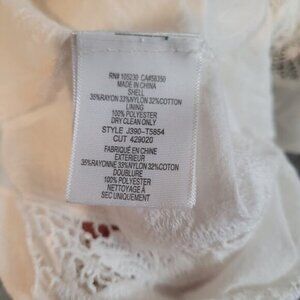 RN# 105230 CA#58350
MADE IN CHINA
SHELL
35%RAYON 33%NYLON 32%COTTON
LINING
100% POLYESTER
DRY CLEAN ONLY
STYLE J390-T5854
CUT 429020
FABRIQUÉ EN CHINE
EXTERIEUR
35%RAYONNE 33%NYLON 32%COTON
DOUBLURE
100% POLYESTER
NETTOYAGE À
SEC UNIQUEMENT